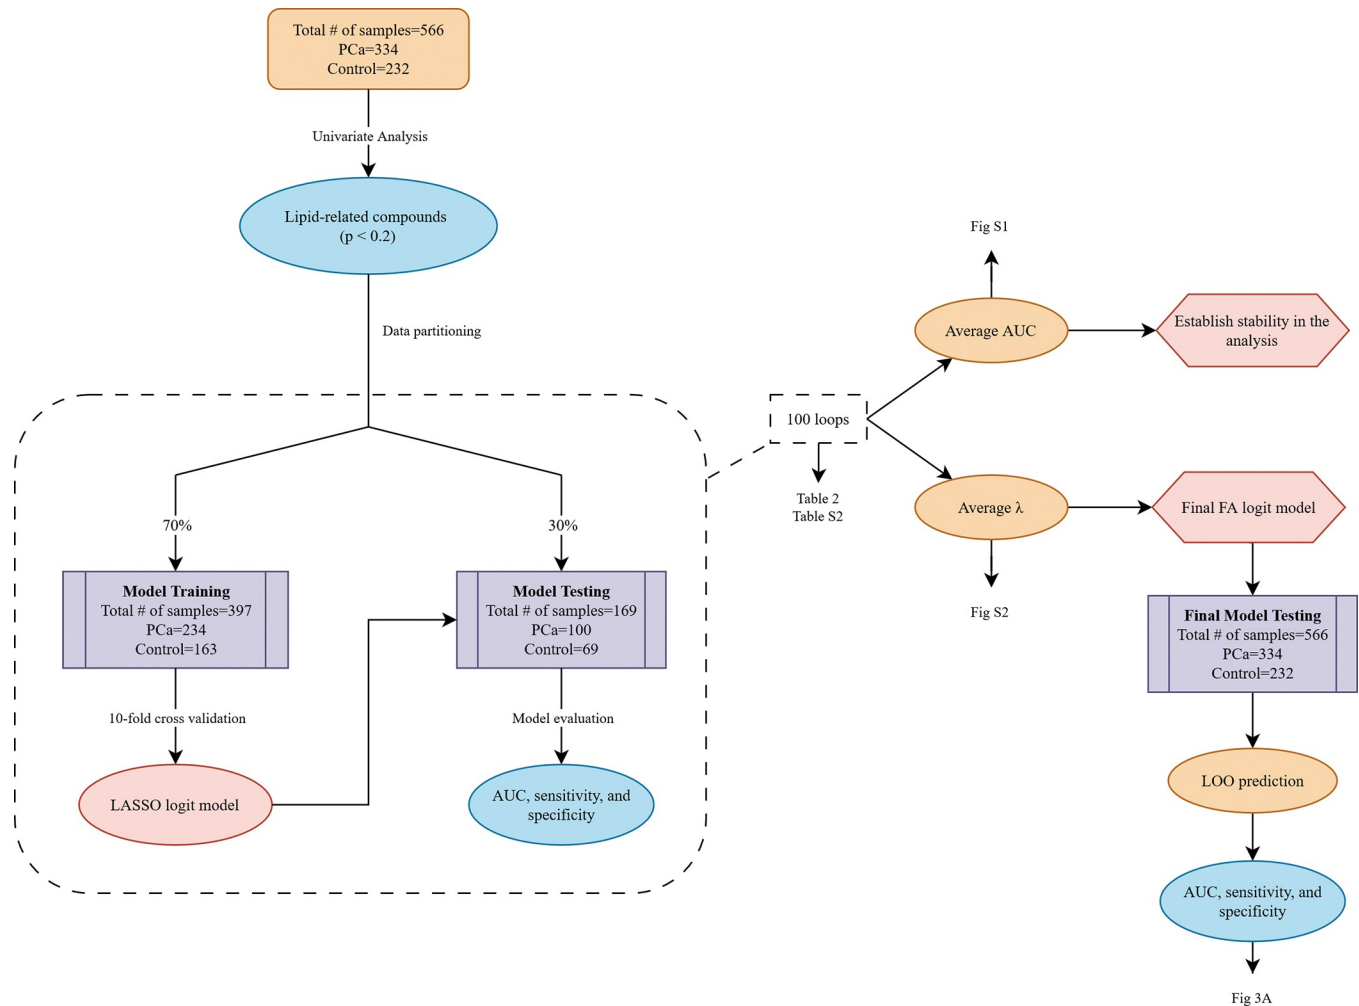 Total # of samples=566
PCa=334
Control=232
Univariate Analysis
Lipid-related compounds
(p < 0.2)
Data partitioning
70%
30%
Model Training
Total # of samples=397
PCa=234
Control=163
Model Testing
Total # of samples=169
PCa=100
Control=69
10-fold cross validation
Model evaluation
LASSO logit model
AUC, sensitivity, and
specificity
100 loops
Table 2
Table S2
Fig S1
Average AUC
Establish stability in the
analysis
Average λ
Fig S2
Final FA logit model
Final Model Testing
Total # of samples=566
PCa=334
Control=232
LOO prediction
AUC, sensitivity, and
specificity
Fig 3A